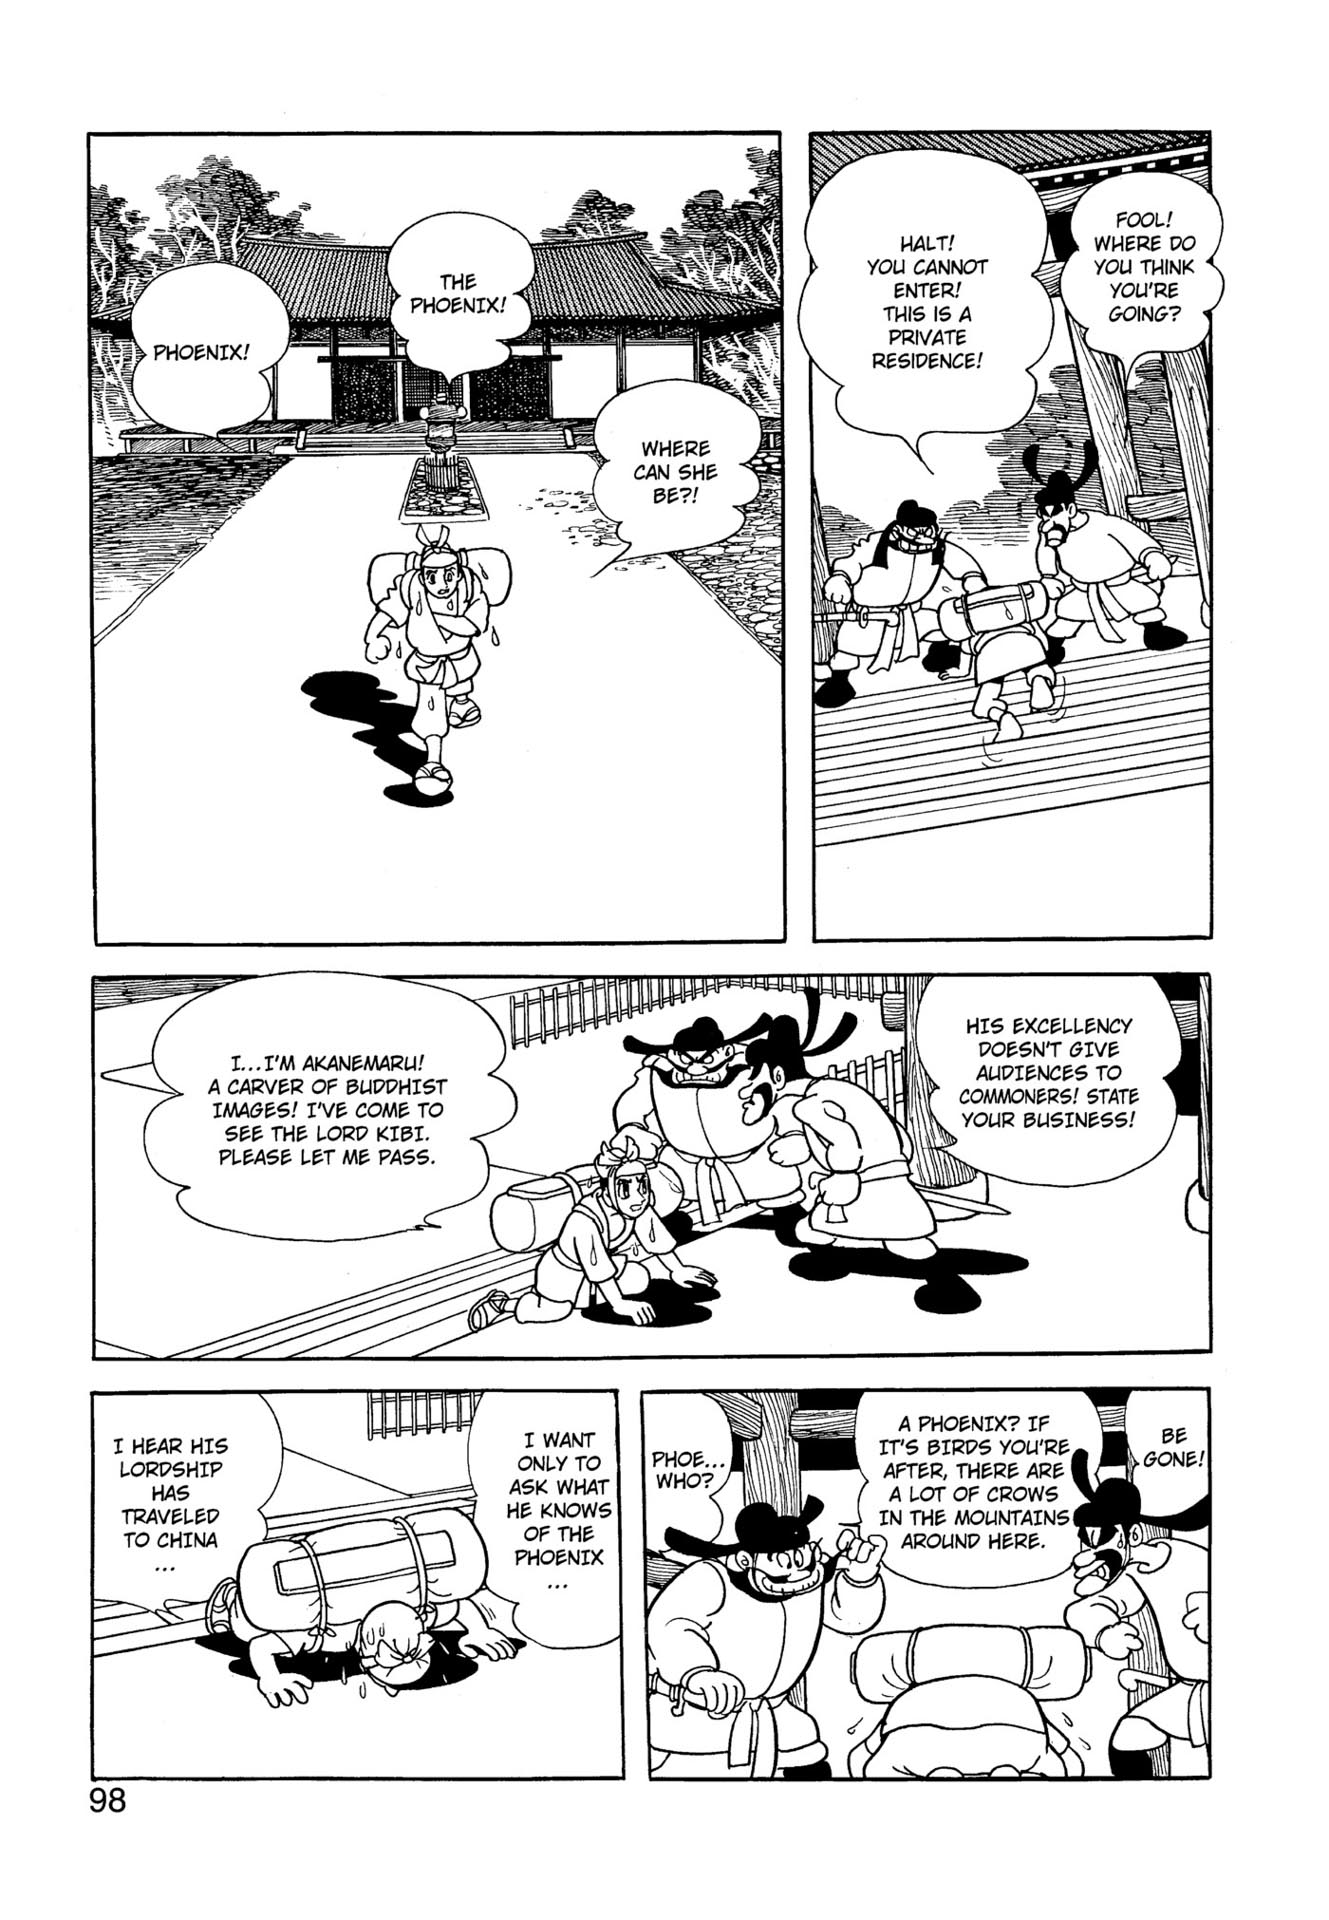 PHOENIX!
THE
PHOENIX!
WHERE
CAN SHE
BE?!
HALT!
YOU CANNOT
ENTER!
THIS IS A
PRIVATE
RESIDENCE!
FOOL!
WHERE DO
YOU THINK
YOU'RE
GOING?
I...I'M AKANEMARU!
A CARVER OF BUDDHIST
IMAGES! I'VE COME TO
SEE THE LORD KIBI.
PLEASE LET ME PASS.
HIS EXCELLENCY
DOESN'T GIVE
AUDIENCES TO
COMMONERS! STATE
YOUR BUSINESS!
I HEAR HIS
LORDSHIP
HAS
TRAVELED
TO CHINA
...
I WANT
ONLY TO
ASK WHAT
HE KNOWS
OF THE
PHOENIX
...
PHOE...
WHO?
A PHOENIX? IF
IT'S BIRDS YOU'RE
AFTER, THERE ARE
A LOT OF CROWS
IN THE MOUNTAINS
AROUND HERE.
BE
GONE!
98